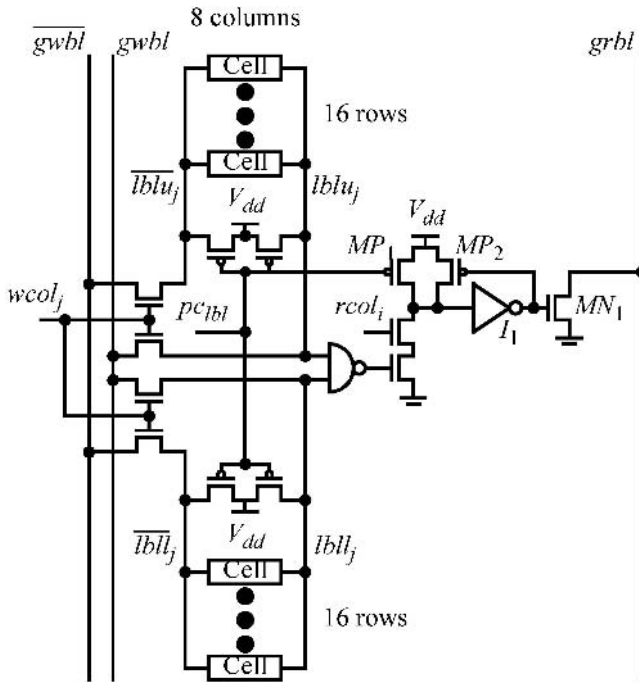 8 columns
gwbl gwbl grbl
Cell
16 rows
Cell
lblu_j V_dd lblu_j
V_dd
MP_1 MP_2
wcol_j pc_lbl rcol_i
I_1 MN_1
lbll_j V_dd lbll_j
Cell
16 rows
Cell